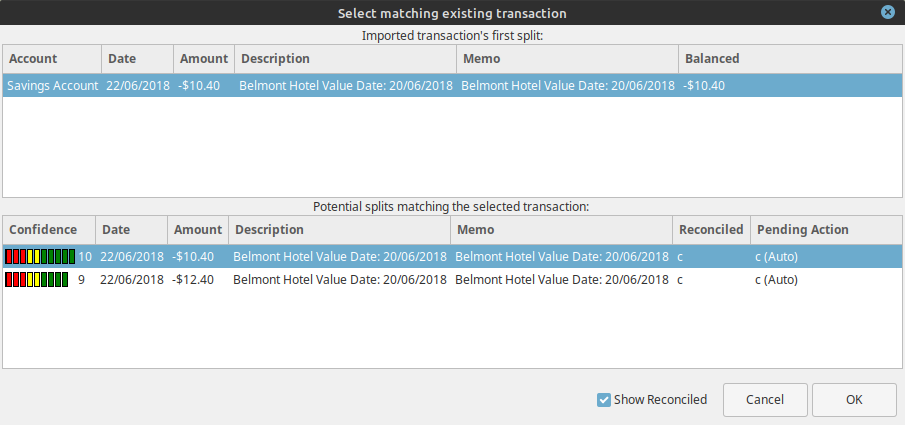 Select matching existing transaction
Imported transaction's first split:
Account Date Amount Description Memo Balanced
Savings Account 22/06/2018 -$10.40 Belmont Hotel Value Date: 20/06/2018 Belmont Hotel Value Date: 20/06/2018 -$10.40
Potential splits matching the selected transaction:
Confidence Date Amount Description Memo Reconciled Pending Action
10 22/06/2018 -$10.40 Belmont Hotel Value Date: 20/06/2018 Belmont Hotel Value Date: 20/06/2018 c c (Auto)
9 22/06/2018 -$12.40 Belmont Hotel Value Date: 20/06/2018 Belmont Hotel Value Date: 20/06/2018 c c (Auto)
Show Reconciled Cancel OK